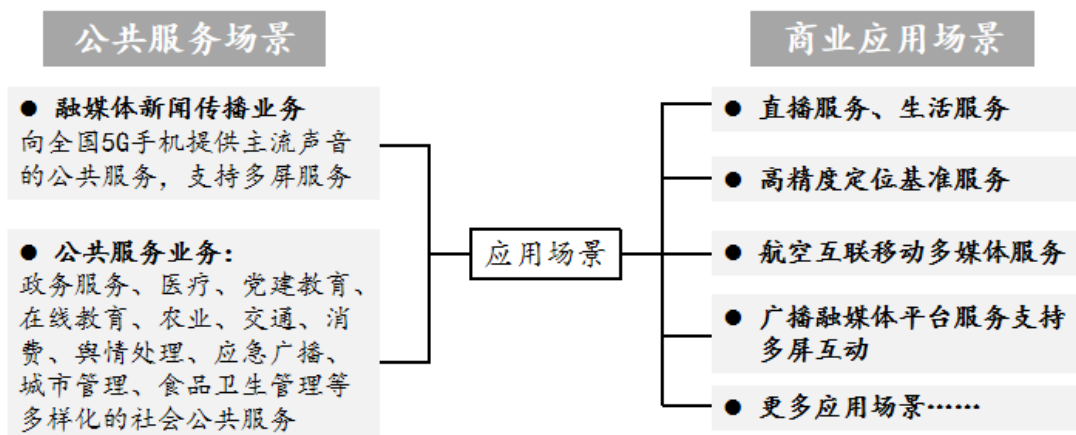 公共服务场景
● 融媒体新闻传播业务
向全国5G手机提供主流声音
的公共服务，支持多屏服务
● 公共服务业务：
政务服务、医疗、党建教育、
在线教育、农业、交通、消
费、舆情处理、应急广播、
城市管理、食品卫生管理等
多样化的社会公共服务
应用场景
商业应用场景
● 直播服务、生活服务
● 高精度定位基准服务
● 航空互联移动多媒体服务
● 广播融媒体平台服务支持
多屏互动
● 更多应用场景……